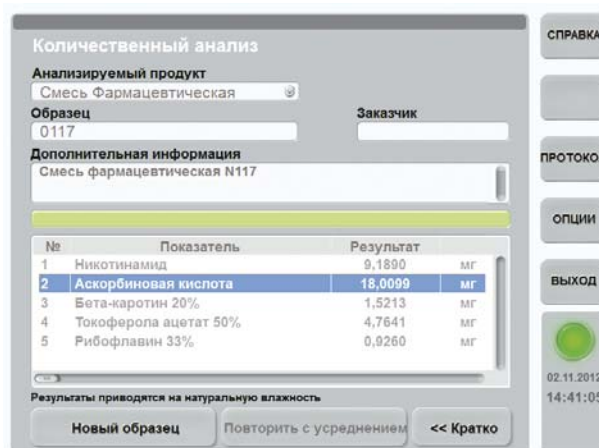 Количественный анализ
Анализируемый продукт
Смесь Фармацевтическая
Образец Заказчик
0117
Дополнительная информация
Смесь фармацевтическая N117
№ Показатель Результат
1 Никотинамид 9,1890 мг
2 Аскорбиновая кислота 18,0099 мг
3 Бета-каротин 20% 1,5213 мг
4 Токоферола ацетат 50% 4,7641 мг
5 Рибофлавин 33% 0,9260 мг
Результаты приводятся на натуральную влажность
Новый образец Повторить с усреднением << Кратко
СПРАВКА
ПРОТОКО
ОПЦИИ
ВЫХОД
02.11.2012
14:41:05